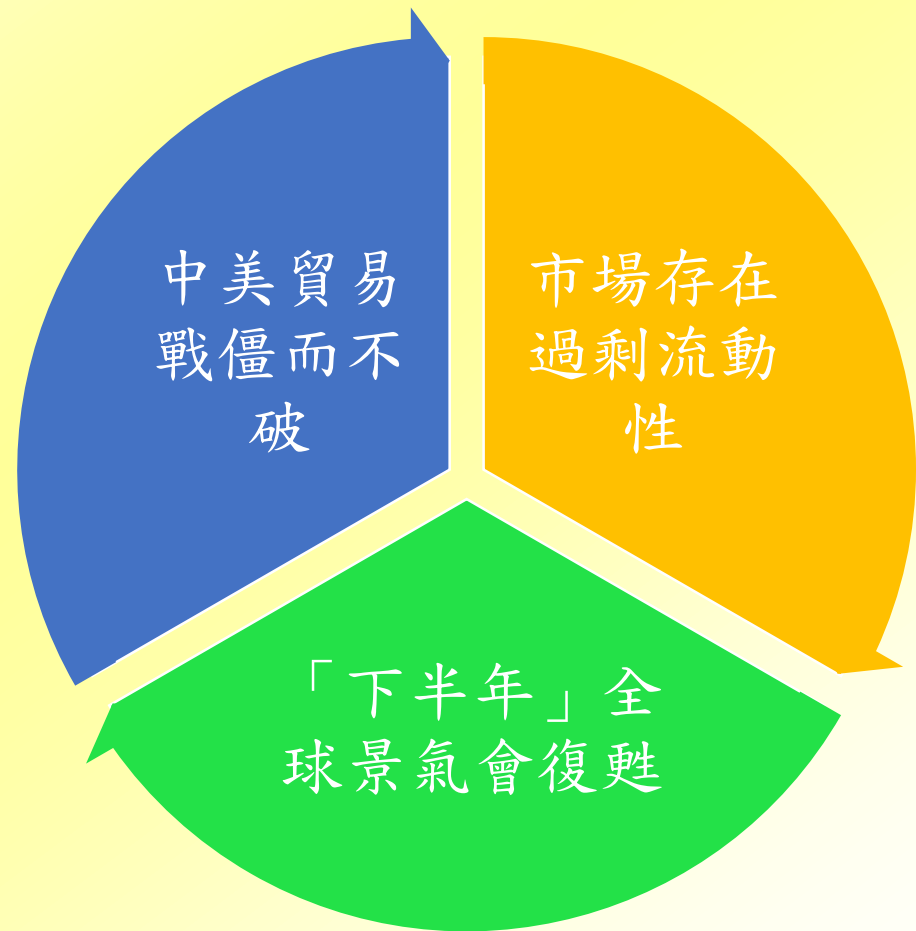 中美貿易
戰僵而不
破
市場存在
過剩流動
性
「下半年」全
球景氣會復甦